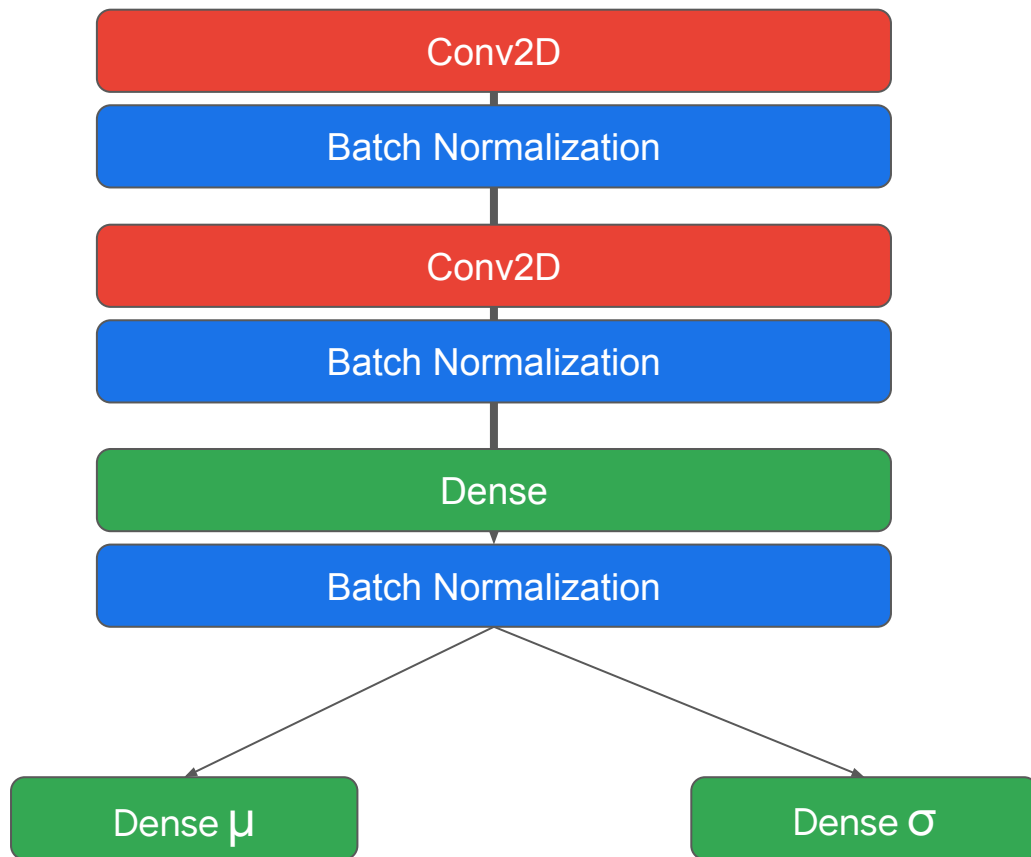 Conv2D
Batch Normalization
Conv2D
Batch Normalization
Dense
Batch Normalization
Dense μ
Dense σ